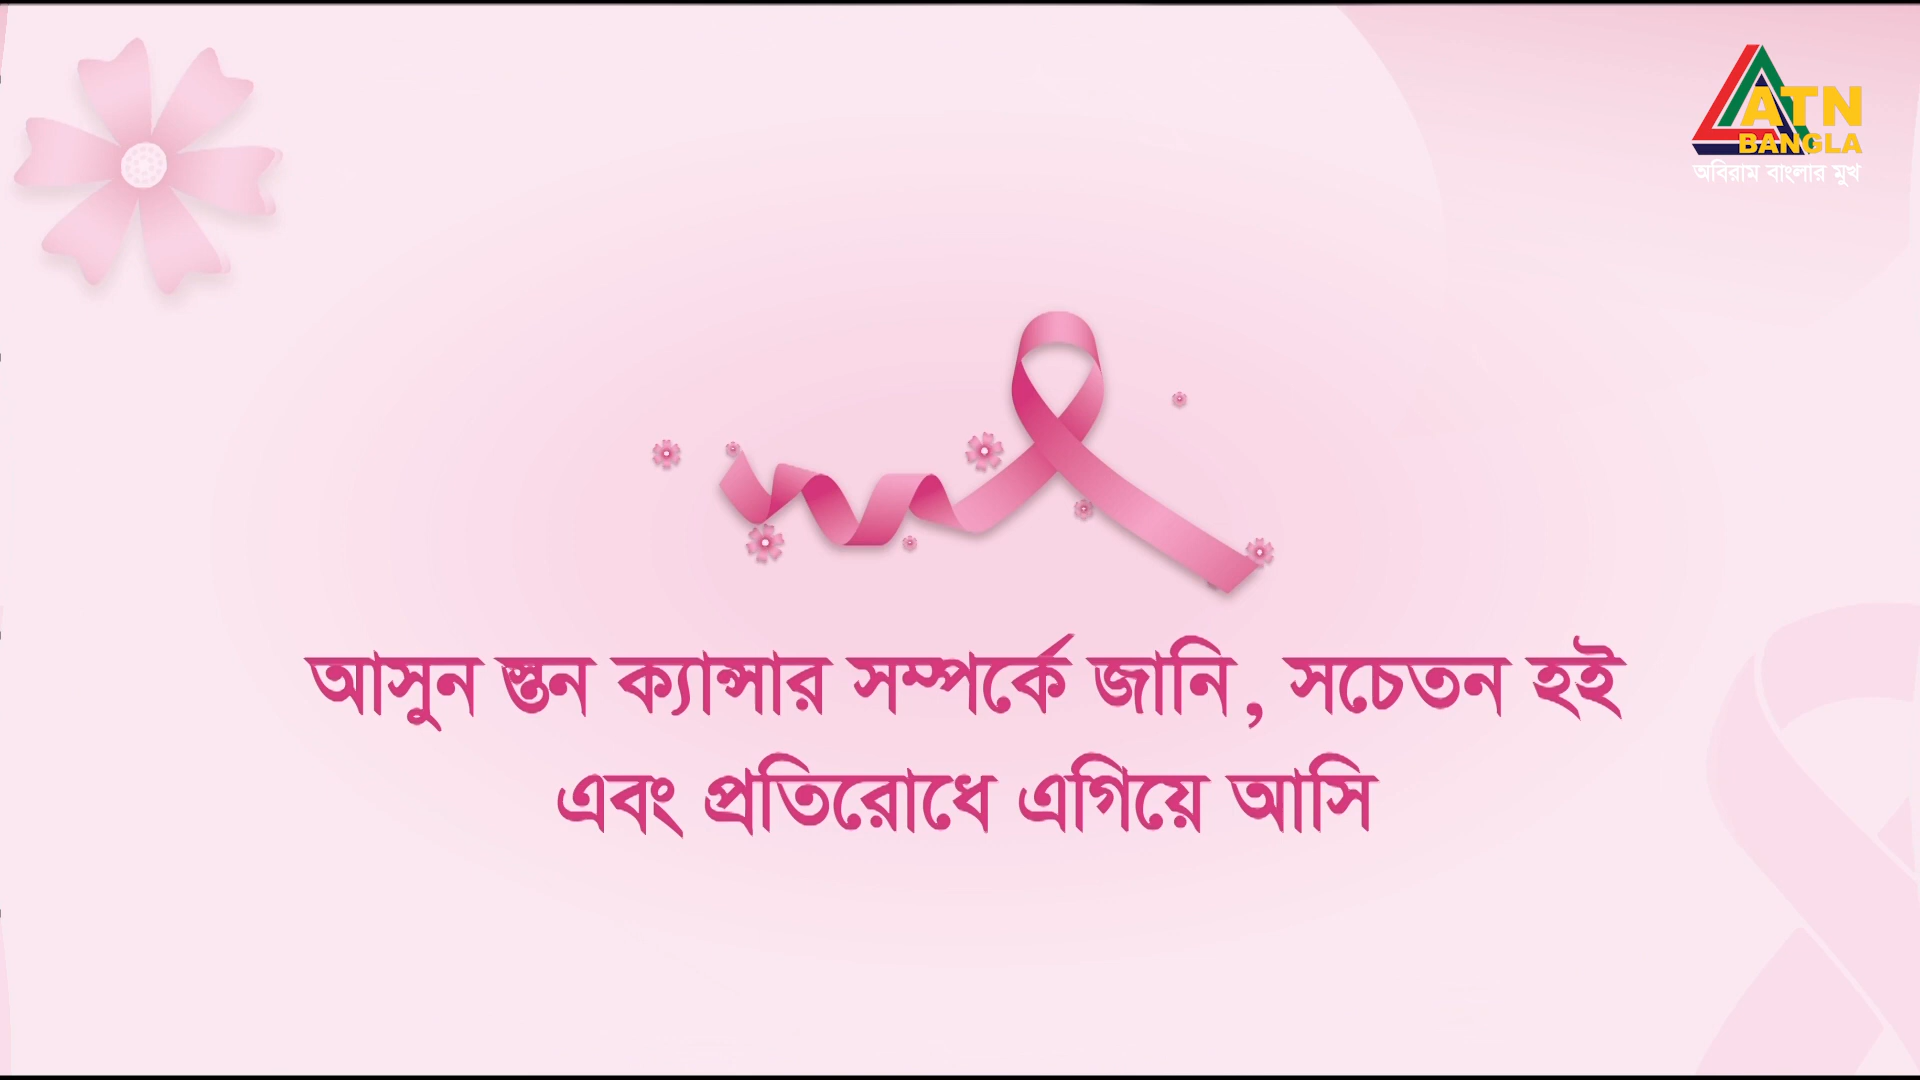 ATN
BANGLA
অবিরাম বাংলার মুখ
আসুন স্তন ক্যান্সার সম্পর্কে জানি, সচেতন হই
এবং প্রতিরোধে এগিয়ে আসি